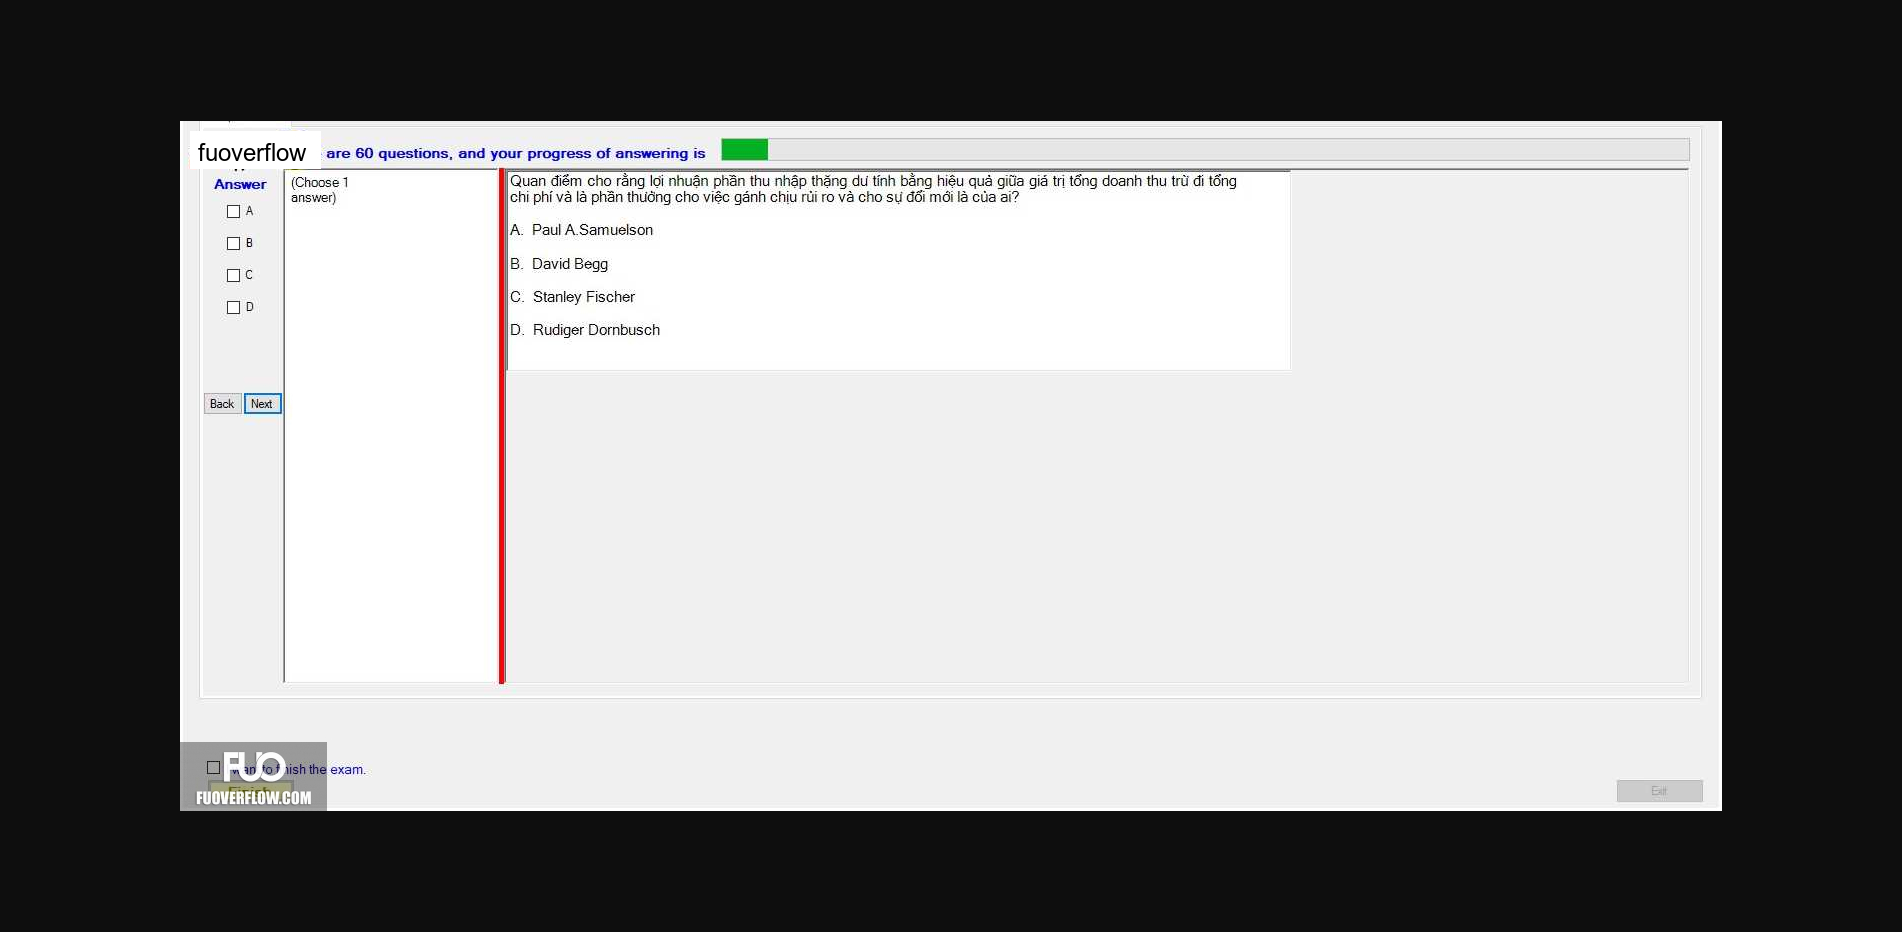 fuoverflow are 60 questions, and your progress of answering is
Answer
(Choose 1
answer)
A
B
C
D
Back Next
Quan điểm cho rằng lợi nhuận phần thu nhập thặng dư tính bằng hiệu quả giữa giá trị tổng doanh thu trừ đi tổng
chi phí và là phần thưởng cho việc gánh chịu rủi ro và cho sự đổi mới là của ai?
A. Paul A.Samuelson
B. David Begg
C. Stanley Fischer
D. Rudiger Dornbusch
FUO
want to finish the exam.
Finish
FUOVERFLOW.COM
Exit